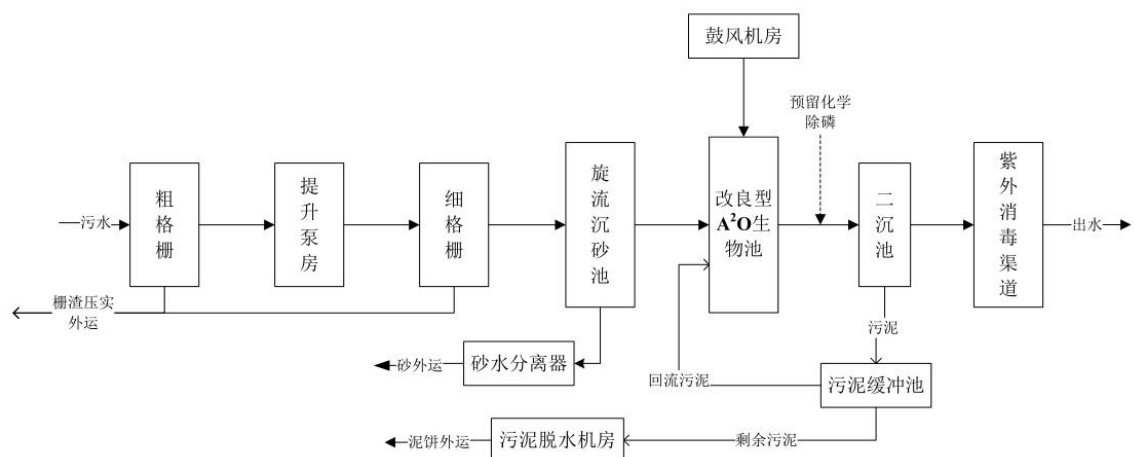 鼓风机房
预留化学
除磷
污水
粗格栅
提升泵房
细格栅
旋流沉砂池
改良型
A²O生
物池
二沉池
紫外消毒渠道
出水
栅渣压实
外运
污泥
砂外运
砂水分离器
回流污泥
污泥缓冲池
泥饼外运
污泥脱水机房
剩余污泥